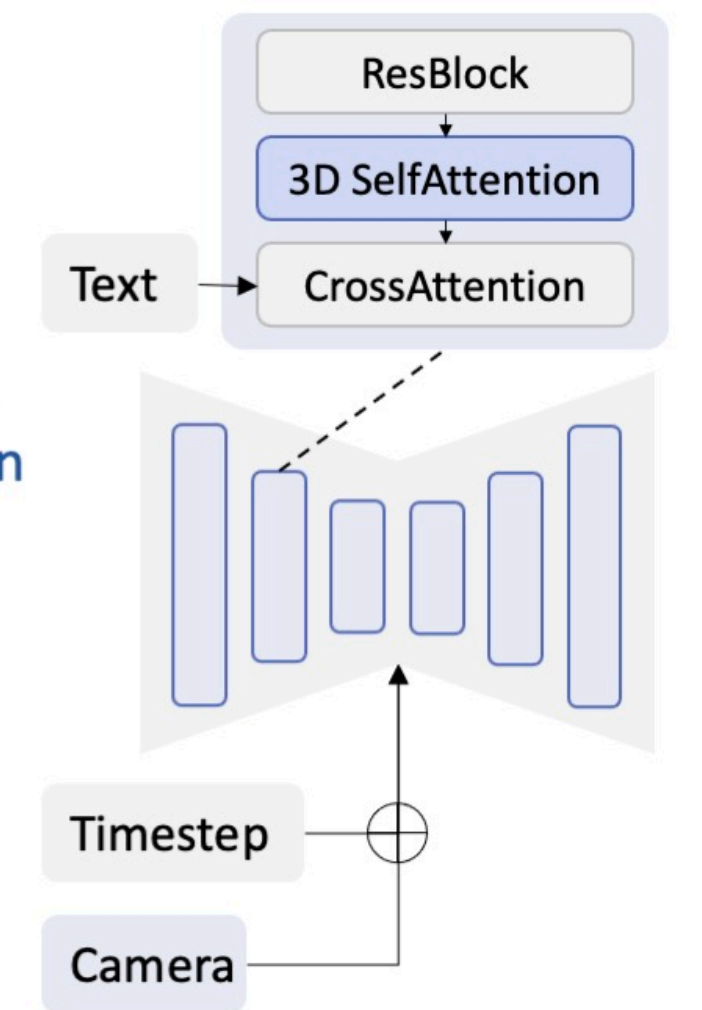 ResBlock
3D SelfAttention
Text
CrossAttention
n
Timestep
Camera